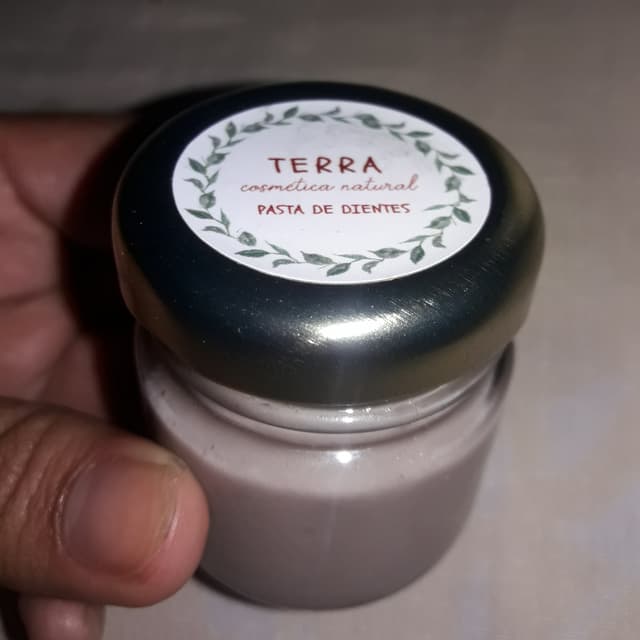 TERRA
cosmética natural
PASTA DE DIENTES